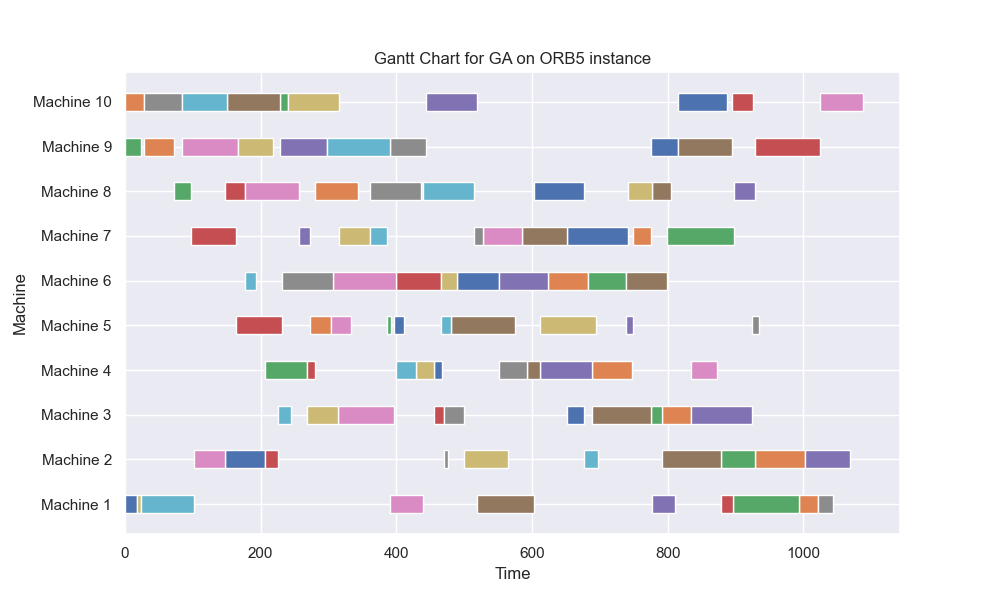 Gantt Chart for GA on ORB5 instance
Machine
Machine 10
Machine 9
Machine 8
Machine 7
Machine 6
Machine 5
Machine 4
Machine 3
Machine 2
Machine 1
0 200 400 600 800 1000
Time